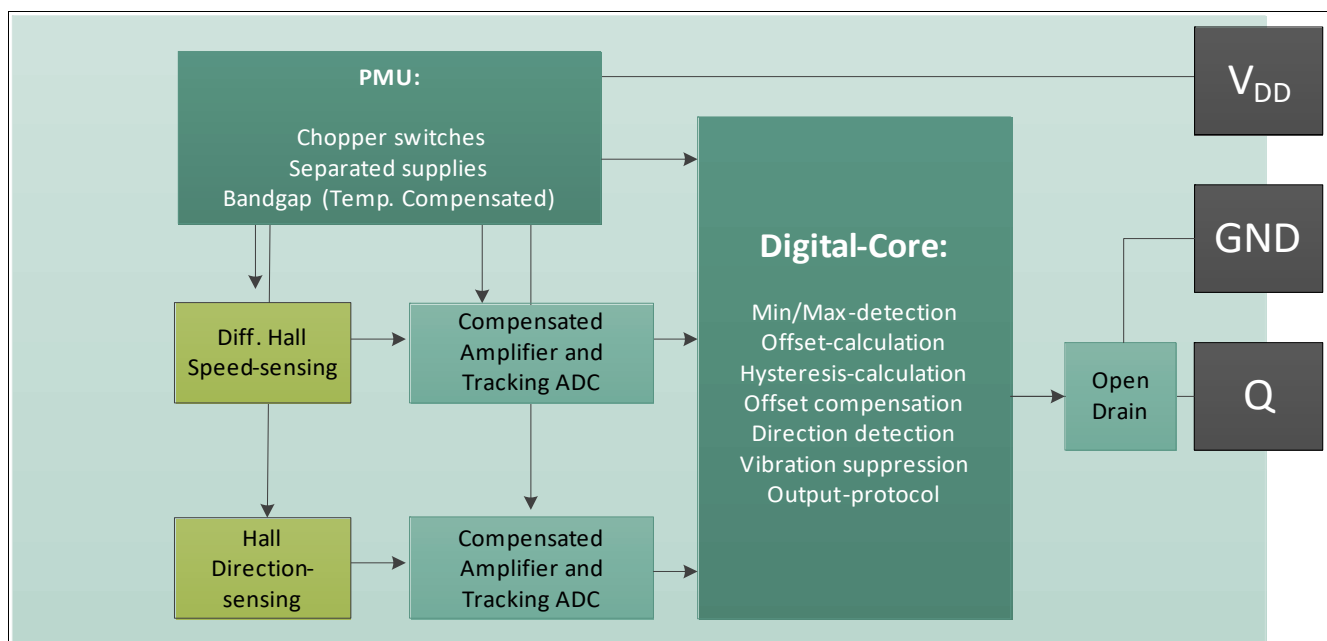 PMU:
Chopper switches
Separated supplies
Bandgap (Temp. Compensated)
VDD
GND
Digital-Core:
Min/Max-detection
Offset-calculation
Hysteresis-calculation
Offset compensation
Direction detection
Vibration suppression
Output-protocol
Diff. Hall
Speed-sensing
Compensated
Amplifier and
Tracking ADC
Open
Drain
Q
Hall
Direction-
sensing
Compensated
Amplifier and
Tracking ADC